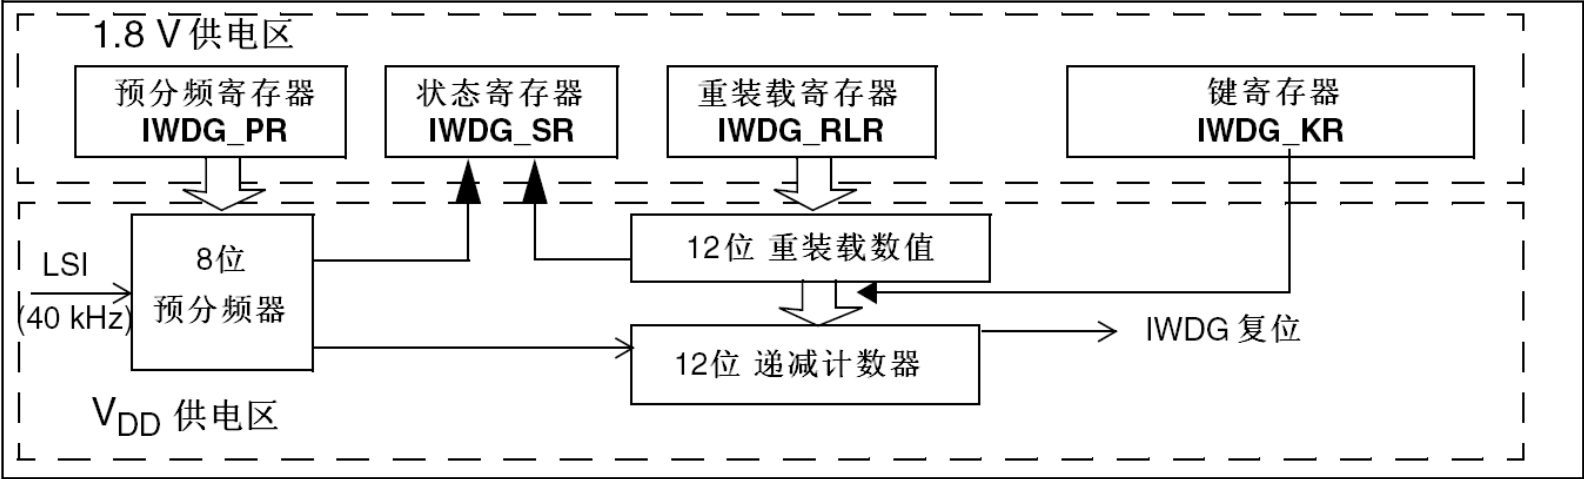 1.8 V 供电区
预分频寄存器
IWDG_PR
状态寄存器
IWDG_SR
重装载寄存器
IWDG_RLR
键寄存器
IWDG_KR
LSI
(40 kHz)
8位
预分频器
12位 重装载数值
12位 递减计数器
IWDG 复位
VDD 供电区